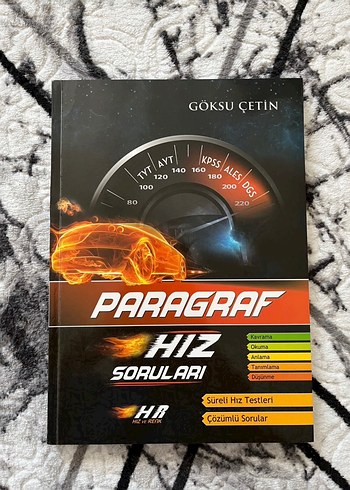 GÖKSU ÇETİN
TYT
AYT
KPSS
ALES
DGS
80
100
120
140
160
180
200
220
PARAGRAF
HIZ
SORULARI
Kavrama
Okuma
Anlama
Tanımlama
Düşünme
HR
HIZ ve RENK
Süreli Hız Testleri
Çözümlü Sorular